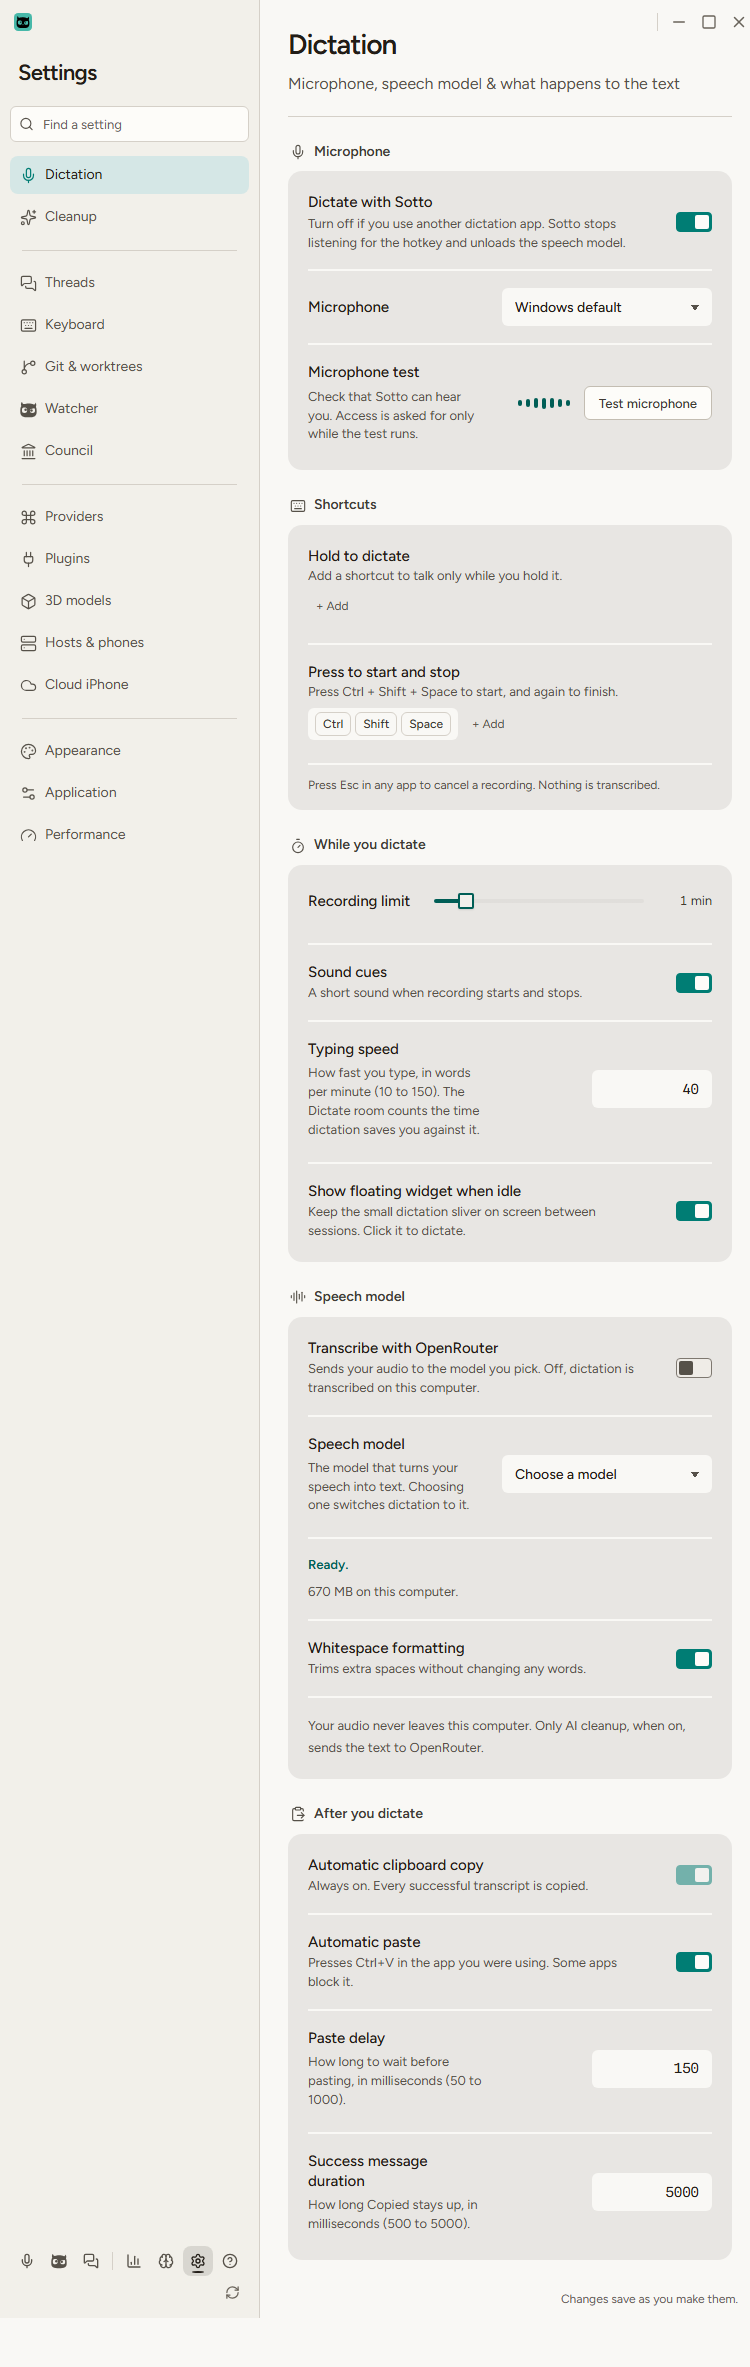 Settings
Find a setting
Dictation
Cleanup
Threads
Keyboard
Git & worktrees
Watcher
Council
Providers
Plugins
3D models
Hosts & phones
Cloud iPhone
Appearance
Application
Performance
Dictation
Microphone, speech model & what happens to the text
Microphone
Dictate with Sotto
Turn off if you use another dictation app. Sotto stops
listening for the hotkey and unloads the speech model.
Microphone
Windows default
Microphone test
Check that Sotto can hear
you. Access is asked for only
while the test runs.
Test microphone
Shortcuts
Hold to dictate
Add a shortcut to talk only while you hold it.
+ Add
Press to start and stop
Press Ctrl + Shift + Space to start, and again to finish.
Ctrl Shift Space + Add
Press Esc in any app to cancel a recording. Nothing is transcribed.
While you dictate
Recording limit
1 min
Sound cues
A short sound when recording starts and stops.
Typing speed
How fast you type, in words
per minute (10 to 150). The
Dictate room counts the time
dictation saves you against it.
40
Show floating widget when idle
Keep the small dictation sliver on screen between
sessions. Click it to dictate.
Speech model
Transcribe with OpenRouter
Sends your audio to the model you pick. Off, dictation is
transcribed on this computer.
Speech model
The model that turns your
speech into text. Choosing
one switches dictation to it.
Choose a model
Ready.
670 MB on this computer.
Whitespace formatting
Trims extra spaces without changing any words.
Your audio never leaves this computer. Only AI cleanup, when on,
sends the text to OpenRouter.
After you dictate
Automatic clipboard copy
Always on. Every successful transcript is copied.
Automatic paste
Presses Ctrl+V in the app you were using. Some apps
block it.
Paste delay
How long to wait before
pasting, in milliseconds (50 to
1000).
150
Success message
duration
How long Copied stays up, in
milliseconds (500 to 5000).
5000
Changes save as you make them.